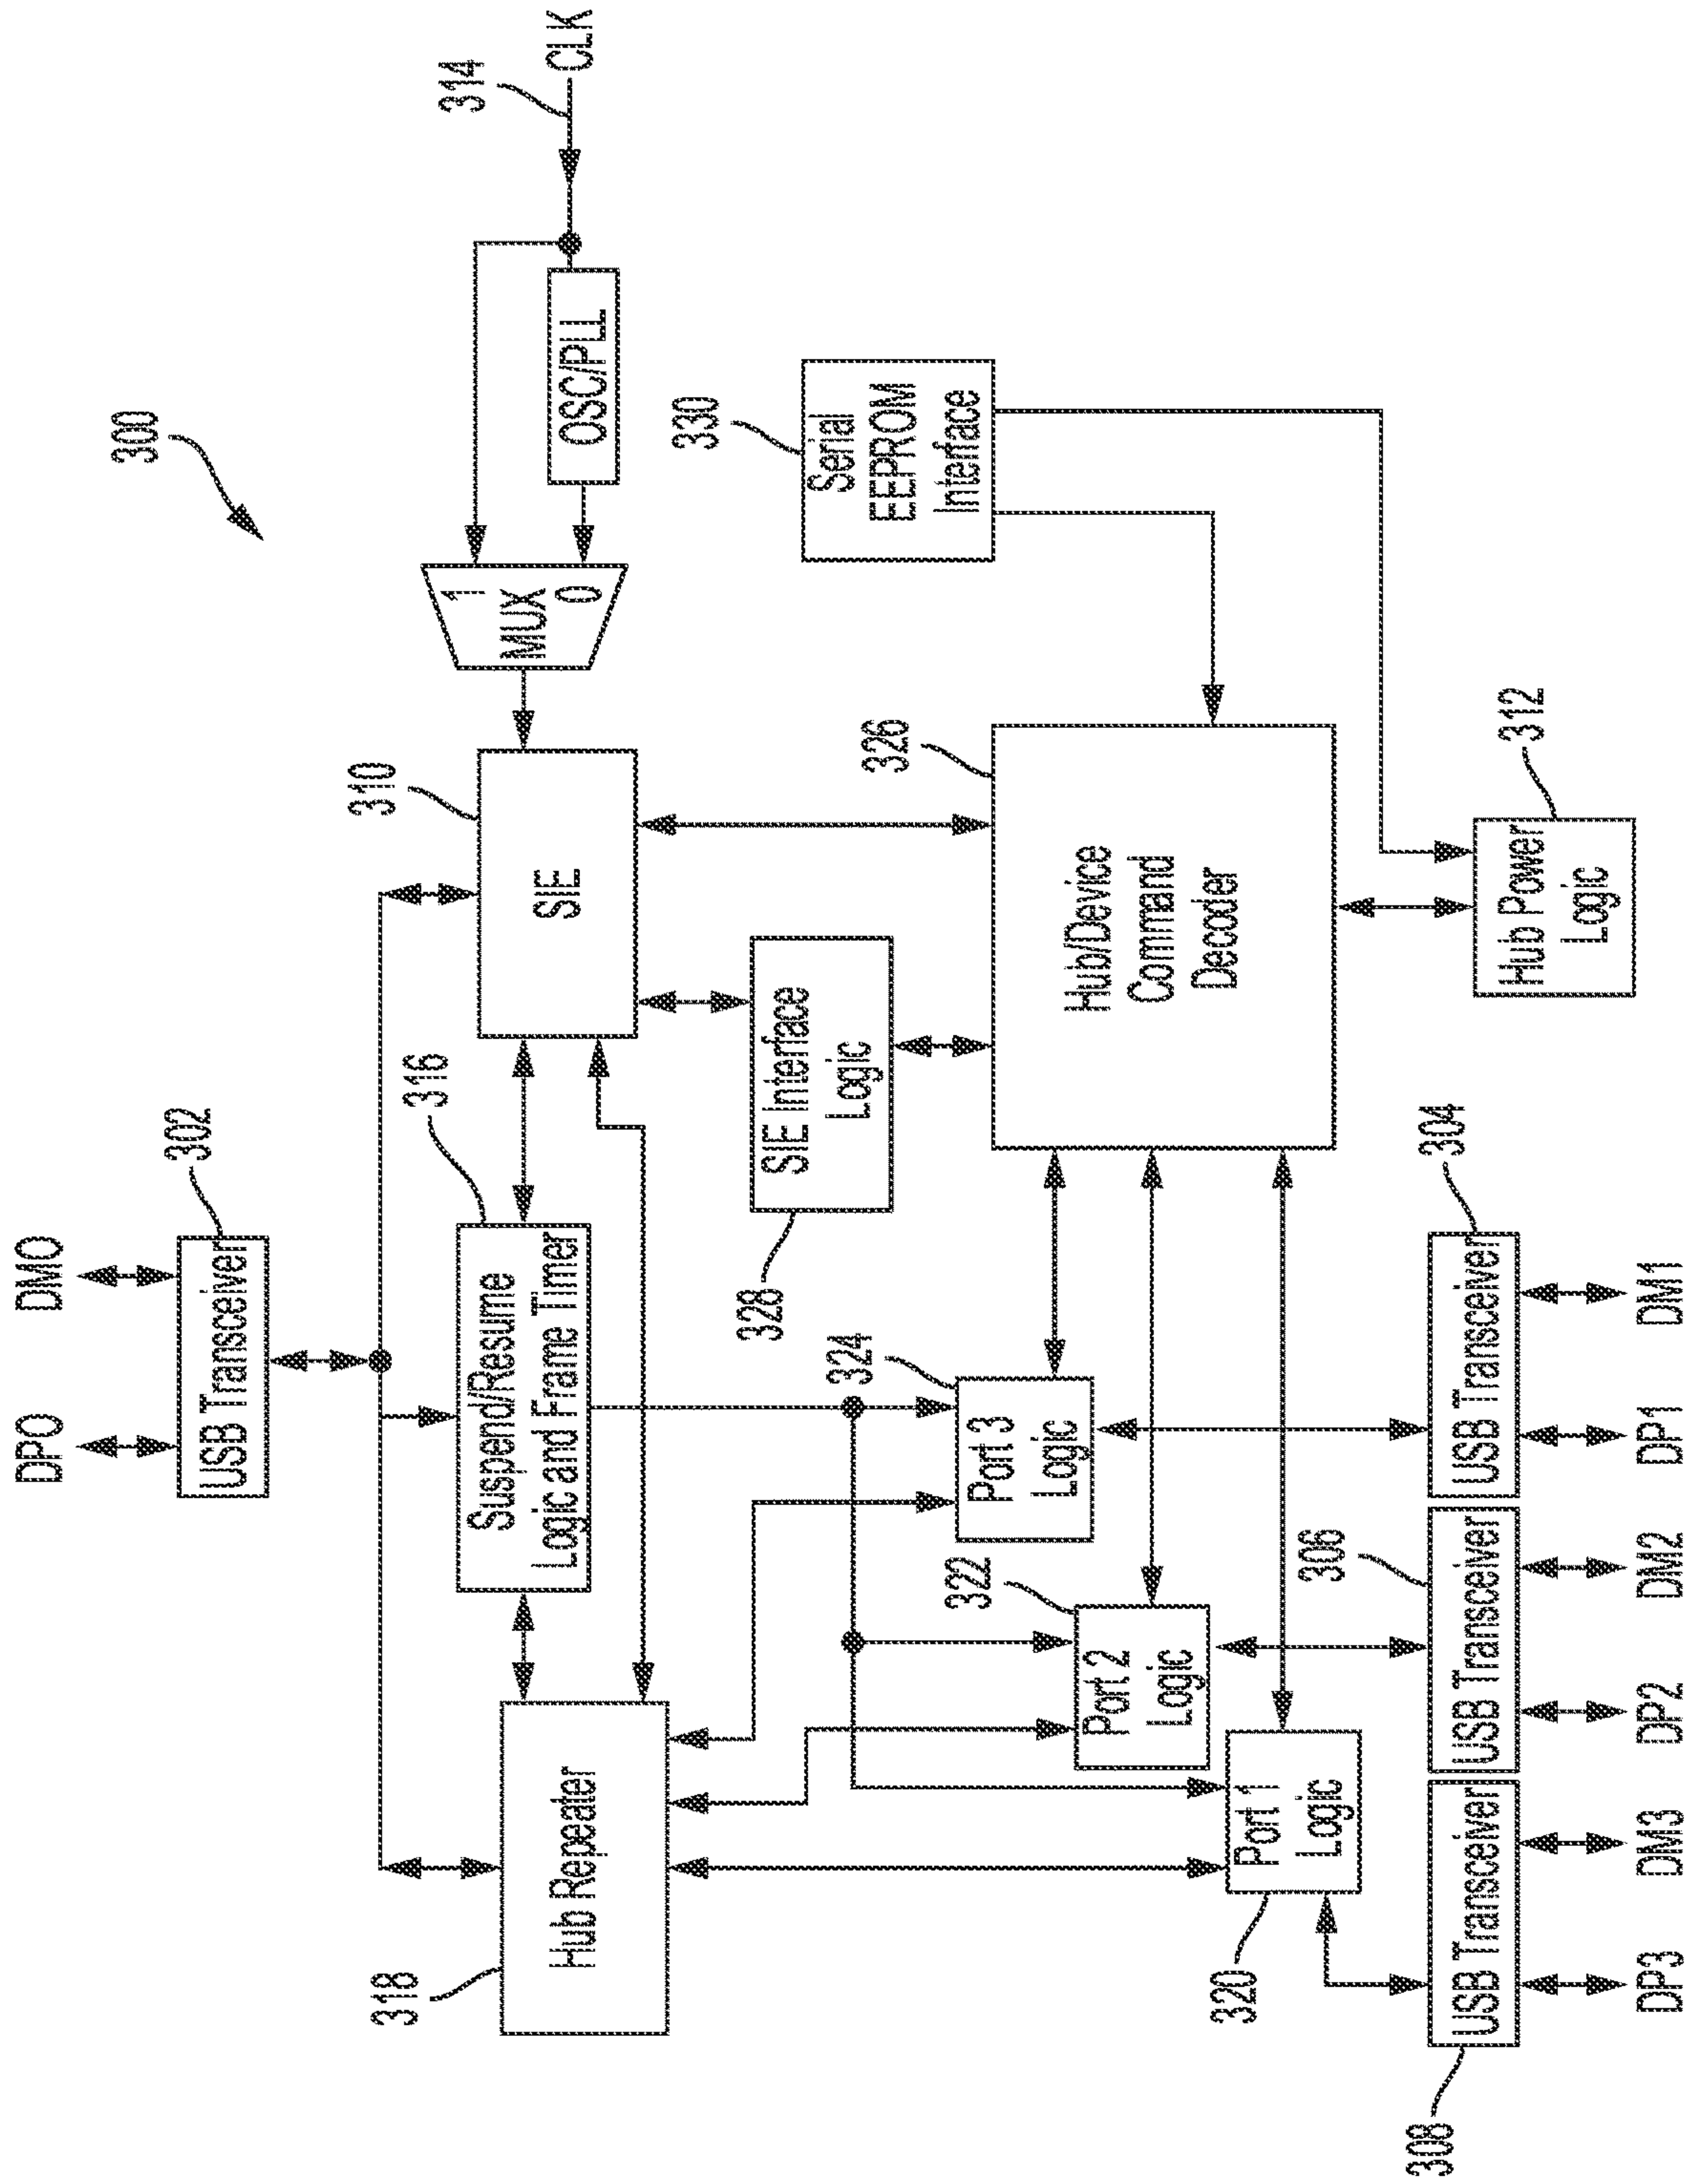 300
DPO
DMO
302
USB Transceiver
318
Hub Repeater
316
Suspend/Resume
Logic and Frame Timer
310
SIE
1
MUX
0
OSC/PLL
314
CLK
328
SIE Interface
Logic
330
Serial
EEPROM
Interface
326
Hub/Device
Command
Decoder
324
Port 3
Logic
322
Port 2
Logic
320
Port 1
Logic
312
Hub Power
Logic
308
USB Transceiver
306
USB Transceiver
304
USB Transceiver
DP3
DM3
DP2
DM2
DP1
DM1